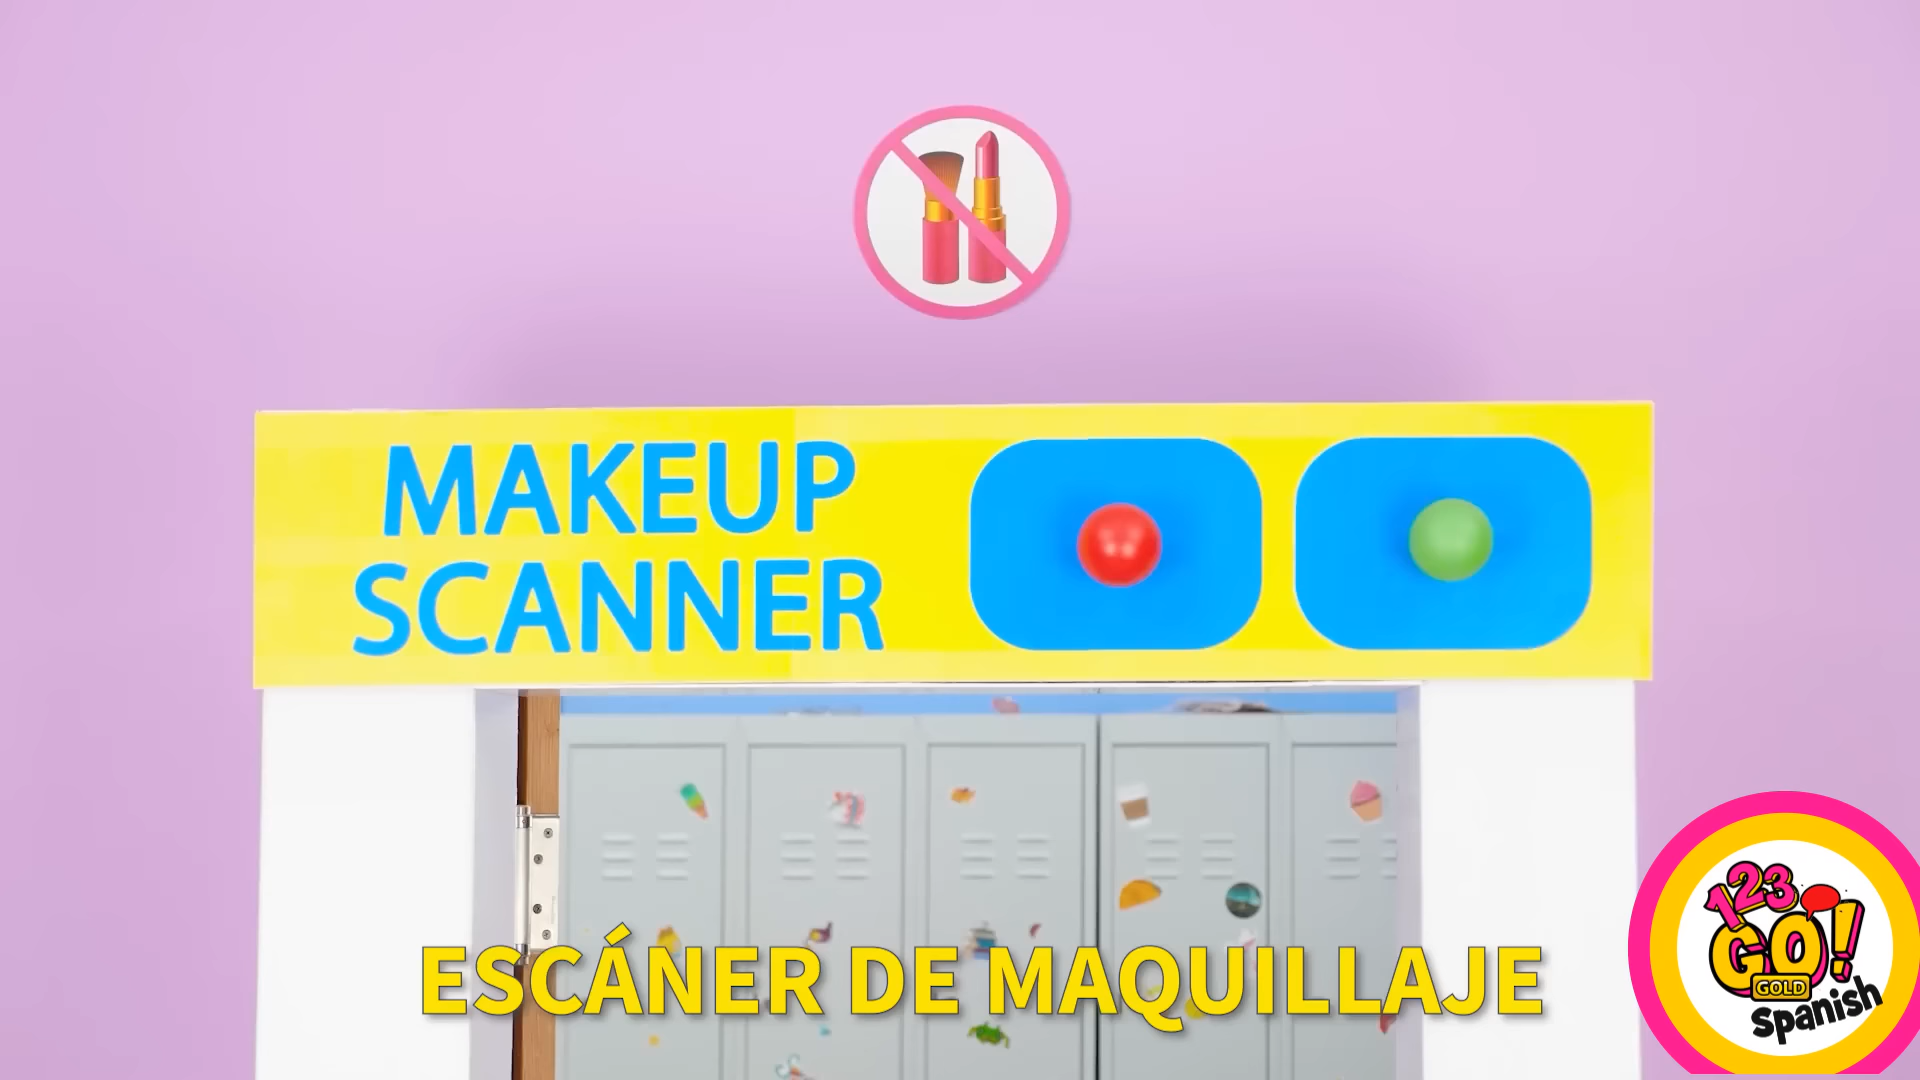 MAKEUP
SCANNER
ESCÁNER DE MAQUILLAJE
123
GO!
GOLD
Spanish